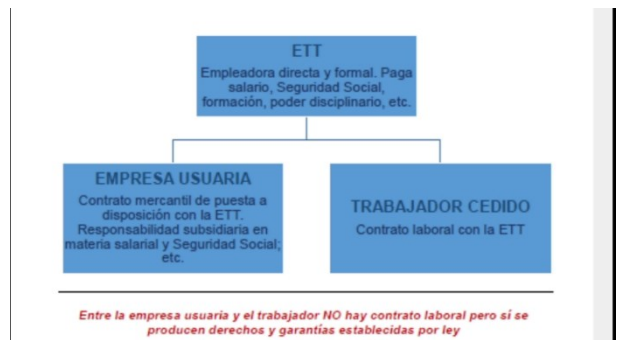 ETT
Empleadora directa y formal. Paga
salario, Seguridad Social,
formación, poder disciplinario, etc.
EMPRESA USUARIA
Contrato mercantil de puesta a
disposición con la ETT.
Responsabilidad subsidiaria en
materia salarial y Seguridad Social;
etc.
TRABAJADOR CEDIDO
Contrato laboral con la ETT
Entre la empresa usuaria y el trabajador NO hay contrato laboral pero sí se
producen derechos y garantías establecidas por ley